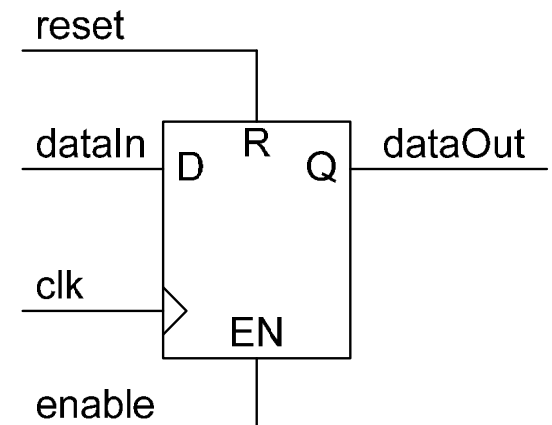 reset
dataIn D R Q dataOut
clk
EN
enable